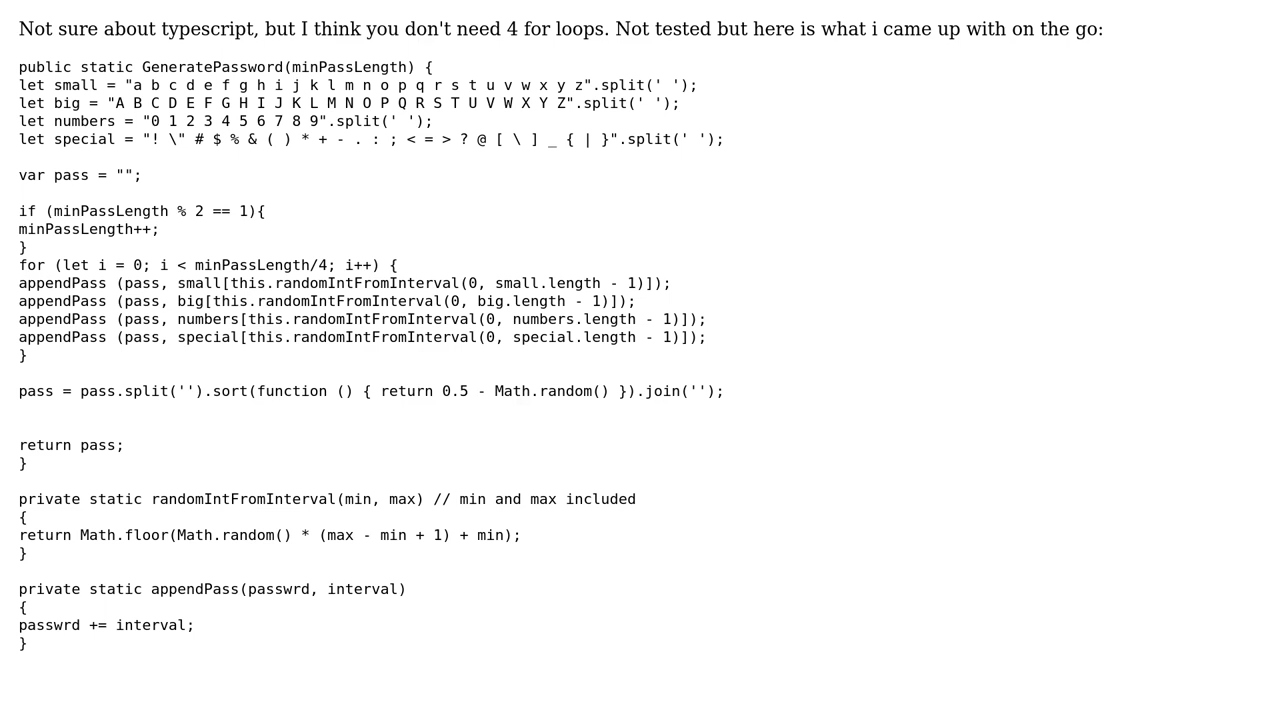 Not sure about typescript, but I think you don't need 4 for loops. Not tested but here is what i came up with on the go:
public static GeneratePassword(minPassLength) {
let small = "a b c d e f g h i j k l m n o p q r s t u v w x y z".split(' ');
let big = "A B C D E F G H I J K L M N O P Q R S T U V W X Y Z".split(' ');
let numbers = "0 1 2 3 4 5 6 7 8 9".split(' ');
let special = "! \" # $ % & ( ) * + - . : ; < = > ? @ [ \ ] _ { | }".split(' ');
var pass = "";
if (minPassLength % 2 == 1){
minPassLength++;
}
for (let i = 0; i < minPassLength/4; i++) {
appendPass (pass, small[this.randomIntFromInterval(0, small.length - 1)]);
appendPass (pass, big[this.randomIntFromInterval(0, big.length - 1)]);
appendPass (pass, numbers[this.randomIntFromInterval(0, numbers.length - 1)]);
appendPass (pass, special[this.randomIntFromInterval(0, special.length - 1)]);
}
pass = pass.split('').sort(function () { return 0.5 - Math.random() }).join('');
return pass;
}
private static randomIntFromInterval(min, max) // min and max included
{
return Math.floor(Math.random() * (max - min + 1) + min);
}
private static appendPass(passwrd, interval)
{
passwrd += interval;
}